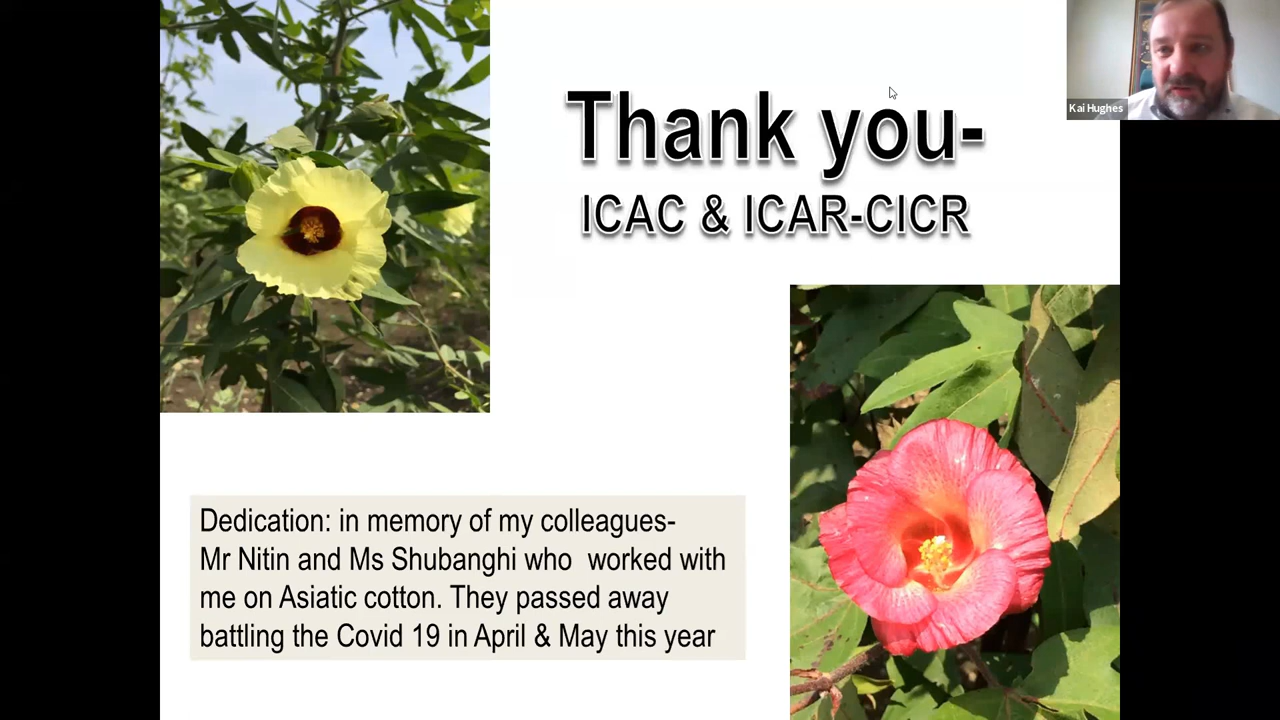 Thank you-
ICAC & ICAR-CICR
Kai Hughes
Dedication: in memory of my colleagues-
Mr Nitin and Ms Shubanghi who  worked with
me on Asiatic cotton. They passed away
battling the Covid 19 in April & May this year